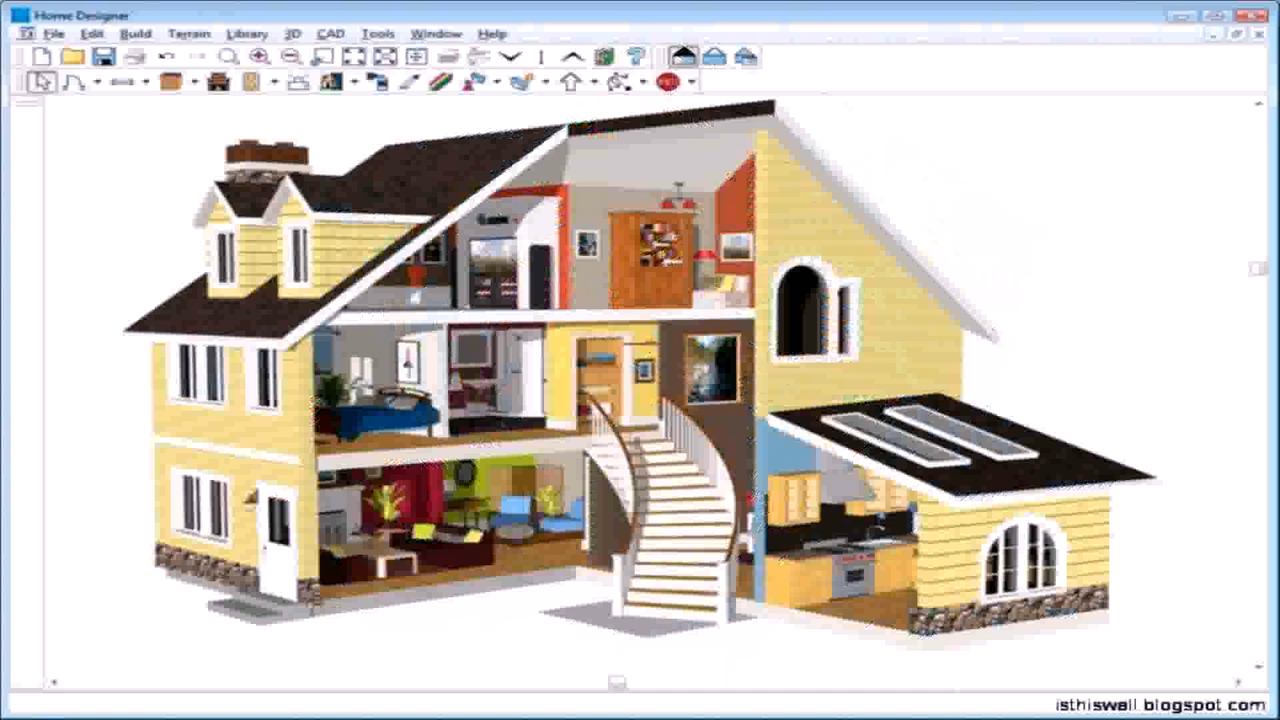 Home Designer
File Edit Build Terrain Library 3D CAD Tools Window Help
isthiswall.blogspot.com